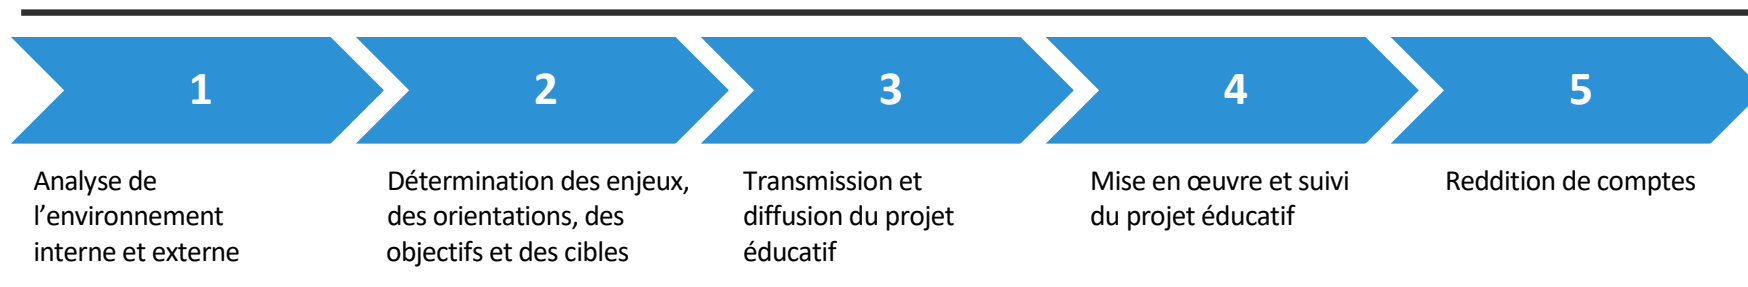 1
2
3
4
5
Analyse de
l’environnement
interne et externe
Détermination des enjeux,
des orientations, des
objectifs et des cibles
Transmission et
diffusion du projet
éducatif
Mise en œuvre et suivi
du projet éducatif
Reddition de comptes